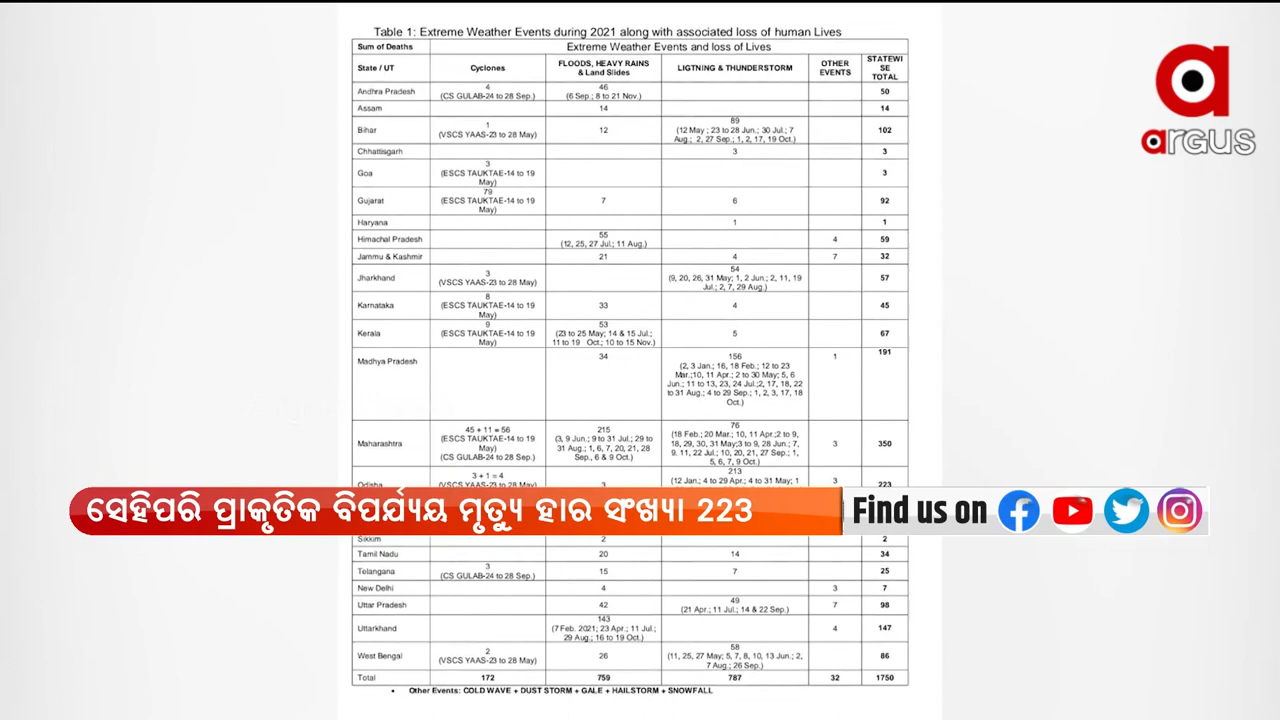 Table 1: Extreme Weather Events during 2021 along with associated loss of human Lives
Sum of Deaths Extreme Weather Events and loss of Lives
State / UT Cyclones FLOODS, HEAVY RAINS & Land Slides LIGTNING & THUNDERSTORM OTHER EVENTS STATEWI SE TOTAL
Andhra Pradesh 4 (CS GULAB-24 to 28 Sep.) 46 (6 Sep.; 8 to 21 Nov.) 50
Assam 14 14
Bihar 1 (VSCS YAAS-23 to 28 May) 12 89 (12 May ; 23 to 28 Jun.; 30 Jul.; 7 Aug.; 2, 27 Sep.; 1, 2, 17, 19 Oct.) 102
Chhattisgarh 3 3
Goa 3 (ESCS TAUKTAE-14 to 19 May) 3
Gujarat 79 (ESCS TAUKTAE-14 to 19 May) 7 6 92
Haryana 1 1
Himachal Pradesh 55 (12, 25, 27 Jul.; 11 Aug.) 4 59
Jammu & Kashmir 21 4 7 32
Jharkhand 3 (VSCS YAAS-23 to 28 May) 54 (9, 20, 26, 31 May; 1, 2 Jun.; 2, 11, 19 Jul.; 2, 7, 29 Aug.) 57
Karnataka 8 (ESCS TAUKTAE-14 to 19 May) 33 4 45
Kerala 9 (ESCS TAUKTAE-14 to 19 May) 53 (23 to 25 May; 14 & 15 Jul.; 11 to 19 Oct.; 10 to 15 Nov.) 5 67
Madhya Pradesh 34 156 (2, 3 Jan.; 16, 18 Feb.; 12 to 23 Mar.;10, 11 Apr.; 2 to 30 May; 5, 6 Jun.; 11 to 13, 23, 24 Jul.;2, 17, 18, 22 to 31 Aug.; 4 to 29 Sep.; 1, 2, 3, 17, 18 Oct.) 1 191
Maharashtra 45 + 11 = 56 (ESCS TAUKTAE-14 to 19 May) (CS GULAB-24 to 28 Sep.) 215 (3, 9 Jun.; 9 to 31 Jul.; 29 to 31 Aug.; 1, 6, 7, 20, 21, 28 Sep., 6 & 9 Oct.) 76 (18 Feb.; 20 Mar.; 10, 11 Apr.;2 to 9, 18, 29, 30, 31 May;3 to 9, 28 Jun.; 7, 9. 11, 22 Jul.; 10, 20, 21, 27 Sep.; 1, 5, 6, 7, 9 Oct.) 3 350
Odisha 3 + 1 = 4 (VSCS YAAS-23 to 28 May) 3 213 (12 Jan.; 4 to 29 Apr.; 4 to 31 May; 1 3 223
ସେହିପରି ପ୍ରାକୃତିକ ବିପର୍ଯ୍ୟୟ ମୃତ୍ୟୁ ହାର ସଂଖ୍ୟା 223
Find us on
Sikkim 2 2
Tamil Nadu 20 14 34
Telangana 3 (CS GULAB-24 to 28 Sep.) 15 7 25
New Delhi 4 3 7
Uttar Pradesh 42 49 (21 Apr.; 11 Jul.; 14 & 22 Sep.) 7 98
Uttarkhand 143 (7 Feb. 2021; 23 Apr.; 11 Jul.; 29 Aug.; 16 to 19 Oct.) 4 147
West Bengal 2 (VSCS YAAS-23 to 28 May) 26 58 (11, 25, 27 May; 5, 7, 8, 10, 13 Jun.; 2, 7 Aug.; 26 Sep.) 86
Total 172 759 787 32 1750
• Other Events: COLD WAVE + DUST STORM + GALE + HAILSTORM + SNOWFALL
argus